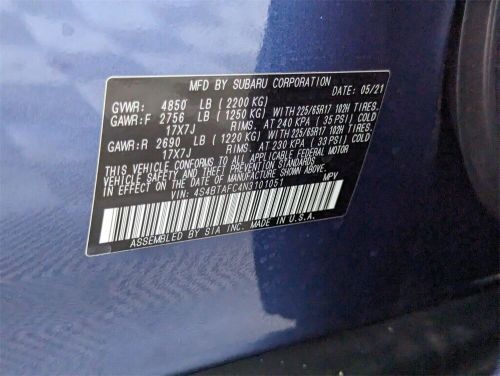 MFD BY SUBARU CORPORATION 05/21
GVWR: 4850 LB (2200 KG)
GAWR:F 2756 LB (1250 KG) WITH 225/65R17 102H TIRES,
17X7J RIMS, AT 240 KPA (35 PSI) COLD
GAWR:R 2690 LB (1220 KG) WITH 225/65R17 102H TIRES,
17X7J RIMS, AT 230 KPA (33 PSI) COLD
THIS VEHICLE CONFORMS TO ALL APPLICABLE FEDERAL MOTOR
VEHICLE SAFETY AND THEFT PREVENTION STANDARDS
IN EFFECT ON THE DATE OF MANUFACTURE SHOWN ABOVE.
VIN: 4S4BTAFC4N3101051 MPV
ASSEMBLED BY SIA INC. MADE IN U.S.A.